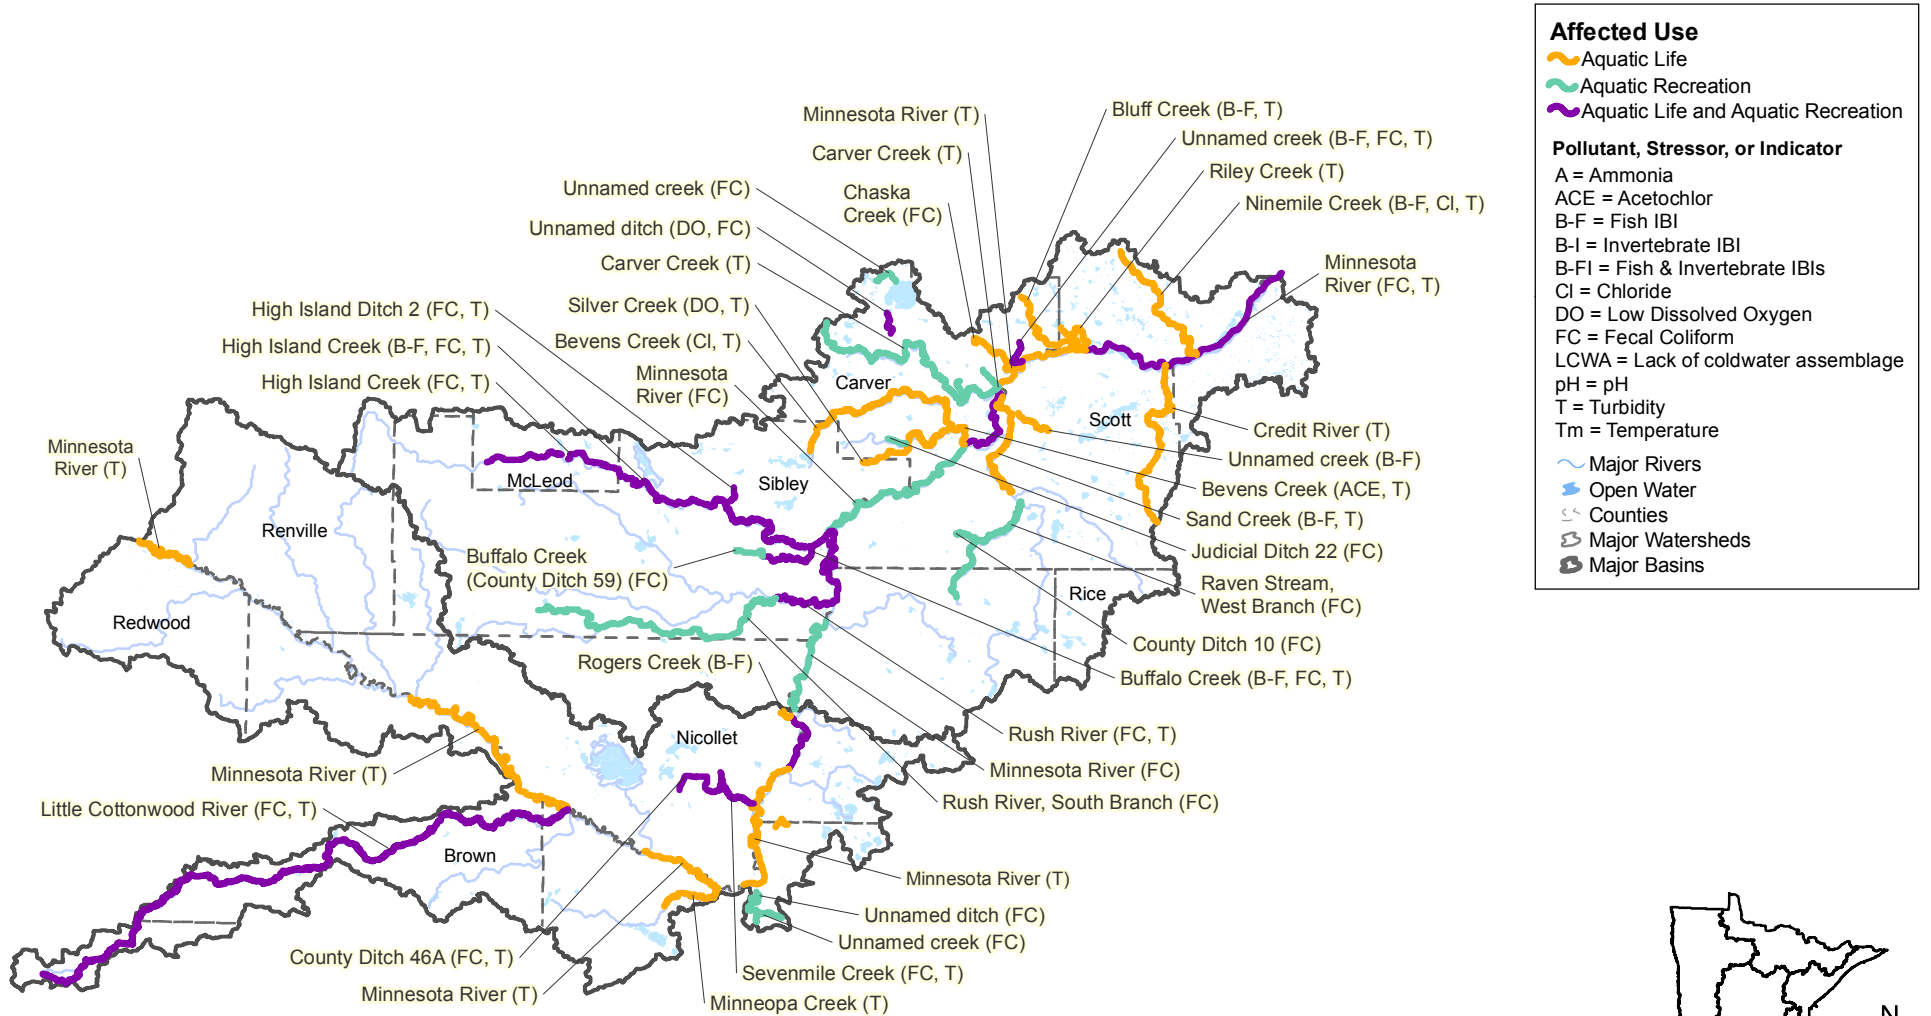 Affected Use
Aquatic Life
Aquatic Recreation
Aquatic Life and Aquatic Recreation
Pollutant, Stressor, or Indicator
A = Ammonia
ACE = Acetochlor
B-F = Fish IBI
B-I = Invertebrate IBI
B-FI = Fish & Invertebrate IBIs
Cl = Chloride
DO = Low Dissolved Oxygen
FC = Fecal Coliform
LCWA = Lack of coldwater assemblage
pH = pH
T = Turbidity
Tm = Temperature
Major Rivers
Open Water
Counties
Major Watersheds
Major Basins
Minnesota River (T)
Carver Creek (T)
Chaska
Creek (FC)
Unnamed creek (FC)
Unnamed ditch (DO, FC)
Carver Creek (T)
Silver Creek (DO, T)
Bevens Creek (Cl, T)
Minnesota
River (FC)
High Island Ditch 2 (FC, T)
High Island Creek (B-F, FC, T)
High Island Creek (FC, T)
Minnesota
River (T)
Bluff Creek (B-F, T)
Unnamed creek (B-F, FC, T)
Riley Creek (T)
Ninemile Creek (B-F, Cl, T)
Minnesota
River (FC, T)
Carver
Scott
Sibley
McLeod
Renville
Redwood
Rice
Nicollet
Brown
Credit River (T)
Unnamed creek (B-F)
Bevens Creek (ACE, T)
Sand Creek (B-F, T)
Judicial Ditch 22 (FC)
Raven Stream,
West Branch (FC)
County Ditch 10 (FC)
Buffalo Creek (B-F, FC, T)
Buffalo Creek
(County Ditch 59) (FC)
Rogers Creek (B-F)
Rush River (FC, T)
Minnesota River (FC)
Rush River, South Branch (FC)
Minnesota River (T)
Little Cottonwood River (FC, T)
Minnesota River (T)
Unnamed ditch (FC)
Unnamed creek (FC)
County Ditch 46A (FC, T)
Sevenmile Creek (FC, T)
Minnesota River (T)
Minneopa Creek (T)
N